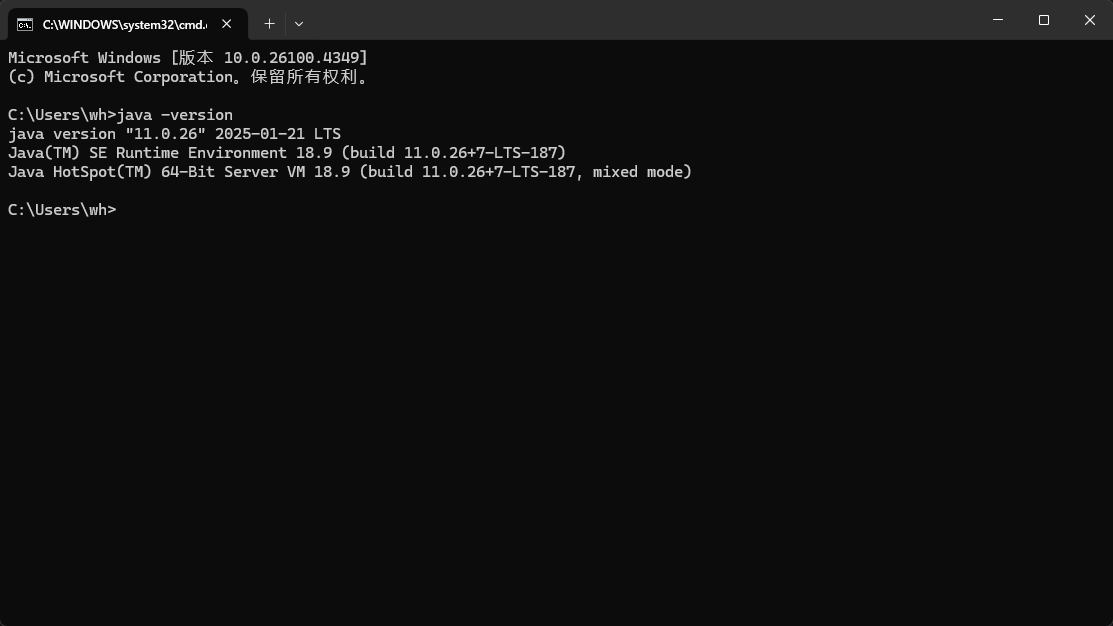 C:\WINDOWS\system32\cmd.
Microsoft Windows [版本 10.0.26100.4349]
(c) Microsoft Corporation。保留所有权利。
C:\Users\wh>java -version
java version "11.0.26" 2025-01-21 LTS
Java(TM) SE Runtime Environment 18.9 (build 11.0.26+7-LTS-187)
Java HotSpot(TM) 64-Bit Server VM 18.9 (build 11.0.26+7-LTS-187, mixed mode)
C:\Users\wh>